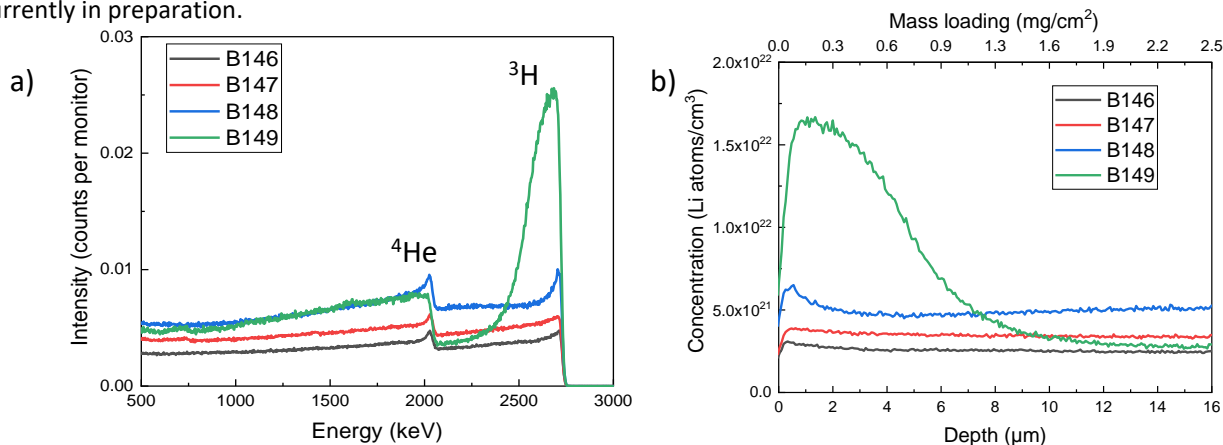 urrently in preparation.
a)
0.03
0.02
0.01
0.00
Intensity (counts per monitor)
B146
B147
B148
B149
³H
⁴He
500 1000 1500 2000 2500 3000
Energy (keV)
b)
Mass loading (mg/cm²)
0.0 0.3 0.6 0.9 1.3 1.6 1.9 2.2 2.5
2.0x10²²
1.5x10²²
1.0x10²²
5.0x10²¹
0.0
Concentration (Li atoms/cm³)
B146
B147
B148
B149
0 2 4 6 8 10 12 14 16
Depth (µm)